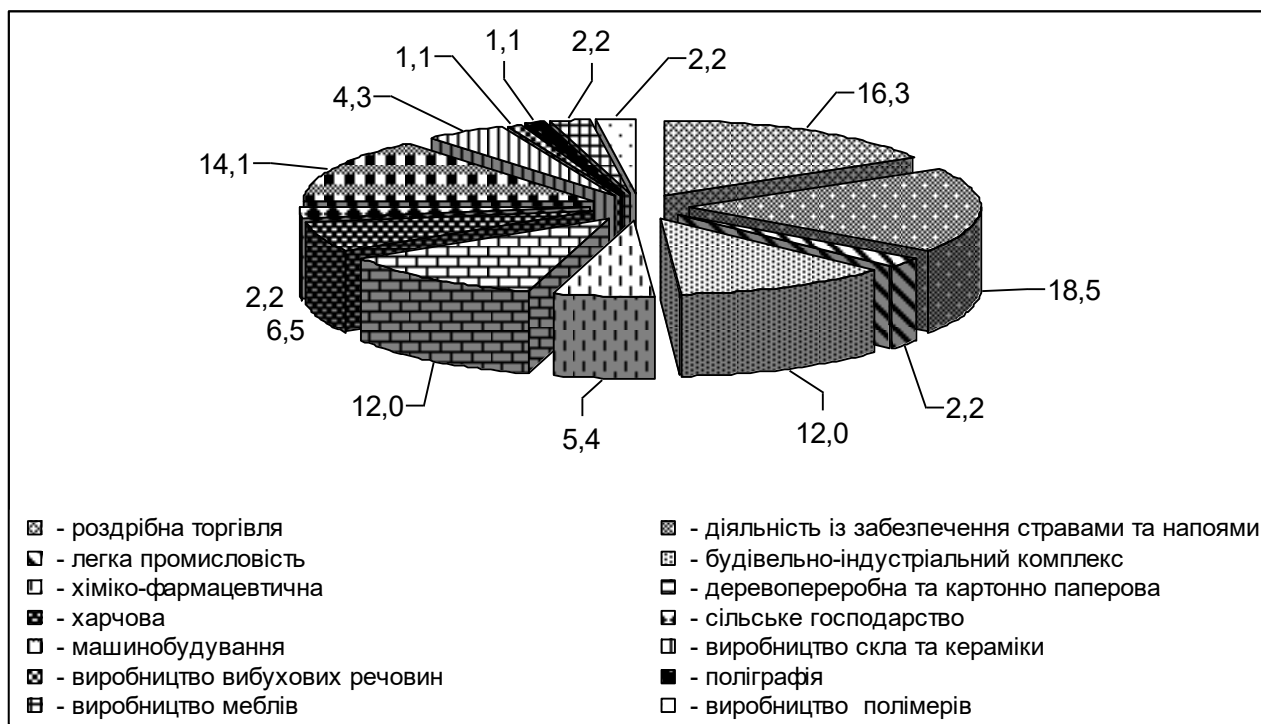 1,1
1,1
2,2
2,2
4,3
16,3
14,1
18,5
2,2
6,5
12,0
5,4
12,0
2,2
- роздрібна торгівля
- діяльність із забезпечення стравами та напоями
- легка промисловість
- будівельно-індустріальний комплекс
- хіміко-фармацевтична
- деревопереробна та картонно паперова
- харчова
- сільське господарство
- машинобудування
- виробництво скла та кераміки
- виробництво вибухових речовин
- поліграфія
- виробництво меблів
- виробництво полімерів